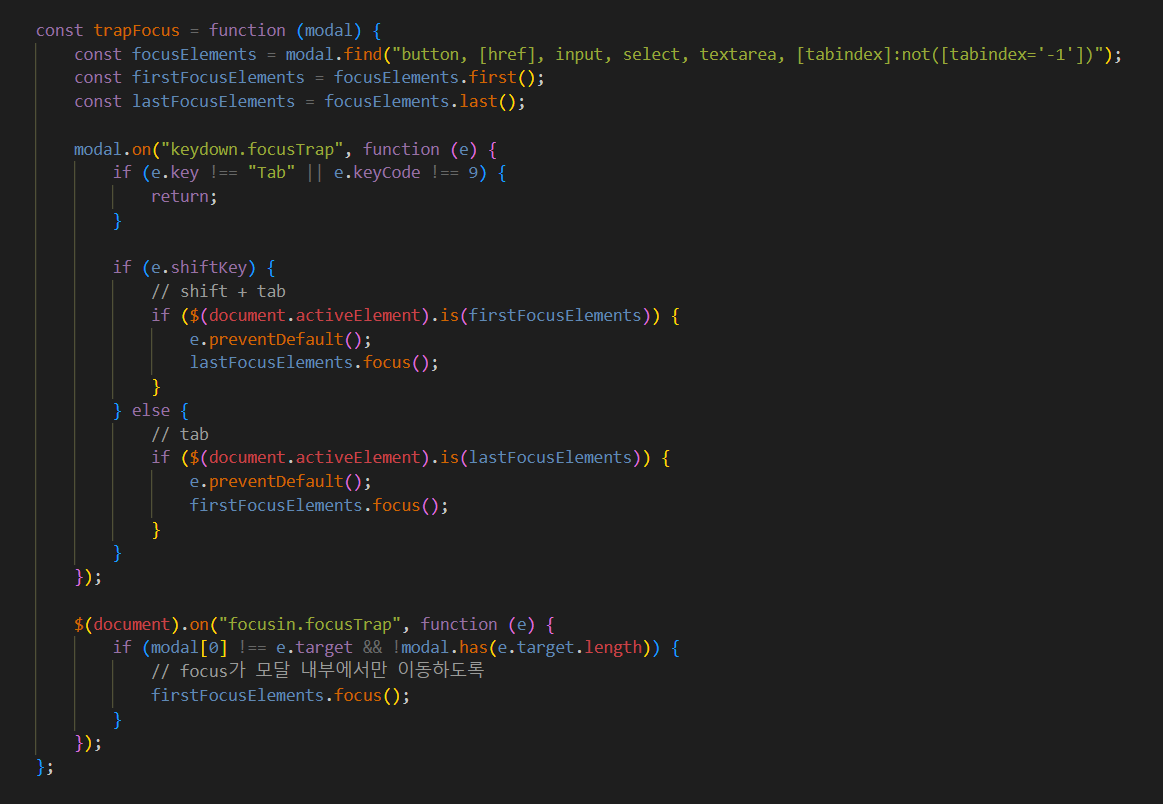 const trapFocus = function (modal) {
    const focusElements = modal.find("button, [href], input, select, textarea, [tabindex]:not([tabindex='-1'])");
    const firstFocusElements = focusElements.first();
    const lastFocusElements = focusElements.last();

    modal.on("keydown.focusTrap", function (e) {
        if (e.key !== "Tab" || e.keyCode !== 9) {
            return;
        }

        if (e.shiftKey) {
            // shift + tab
            if ($(document.activeElement).is(firstFocusElements)) {
                e.preventDefault();
                lastFocusElements.focus();
            }
        } else {
            // tab
            if ($(document.activeElement).is(lastFocusElements)) {
                e.preventDefault();
                firstFocusElements.focus();
            }
        }
    });

    $(document).on("focusin.focusTrap", function (e) {
        if (modal[0] !== e.target && !modal.has(e.target.length)) {
            // focus가 모달 내부에서만 이동하도록
            firstFocusElements.focus();
        }
    });
};